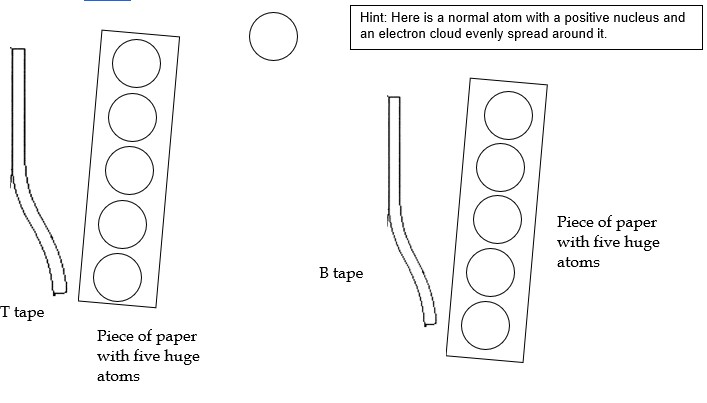 Hint: Here is a normal atom with a positive nucleus and
an electron cloud evenly spread around it.
T tape
Piece of paper
with five huge
atoms
B tape
Piece of paper
with five huge
atoms